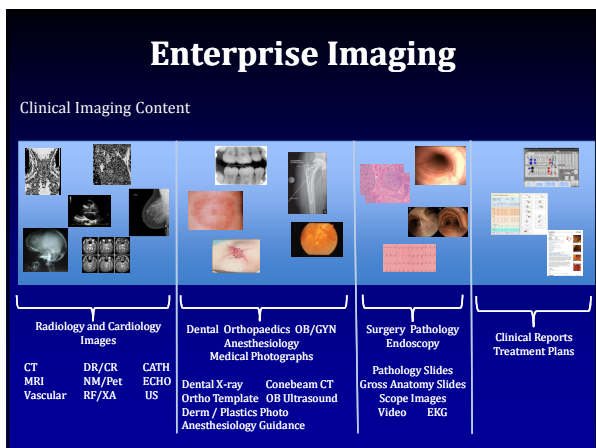 Enterprise Imaging
Clinical Imaging Content
Radiology and Cardiology
Images
CT DR/CR CATH
MRI NM/Pet ECHO
Vascular RF/XA US
Dental Orthopaedics OB/GYN
Anesthesiology
Medical Photographs
Dental X-ray Conebeam CT
Ortho Template OB Ultrasound
Derm / Plastics Photo
Anesthesiology Guidance
Surgery Pathology
Endoscopy
Pathology Slides
Gross Anatomy Slides
Scope Images
Video EKG
Clinical Reports
Treatment Plans